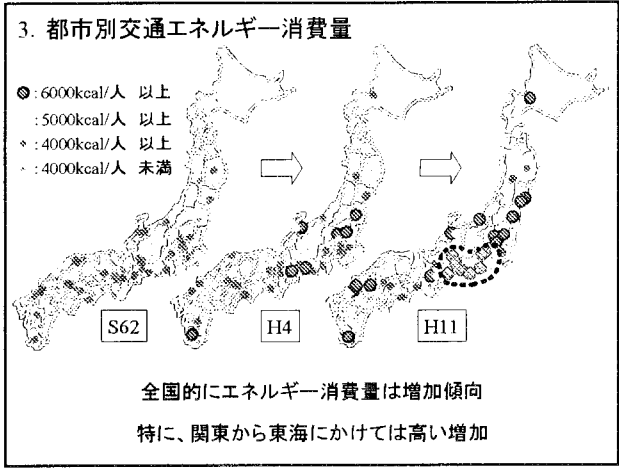 3. 都市別交通エネルギー消費量
:6000kcal/人 以上
:5000kcal/人 以上
:4000kcal/人 以上
:4000kcal/人 未満
S62
H4
H11
全国的にエネルギー消費量は増加傾向
特に、関東から東海にかけては高い増加